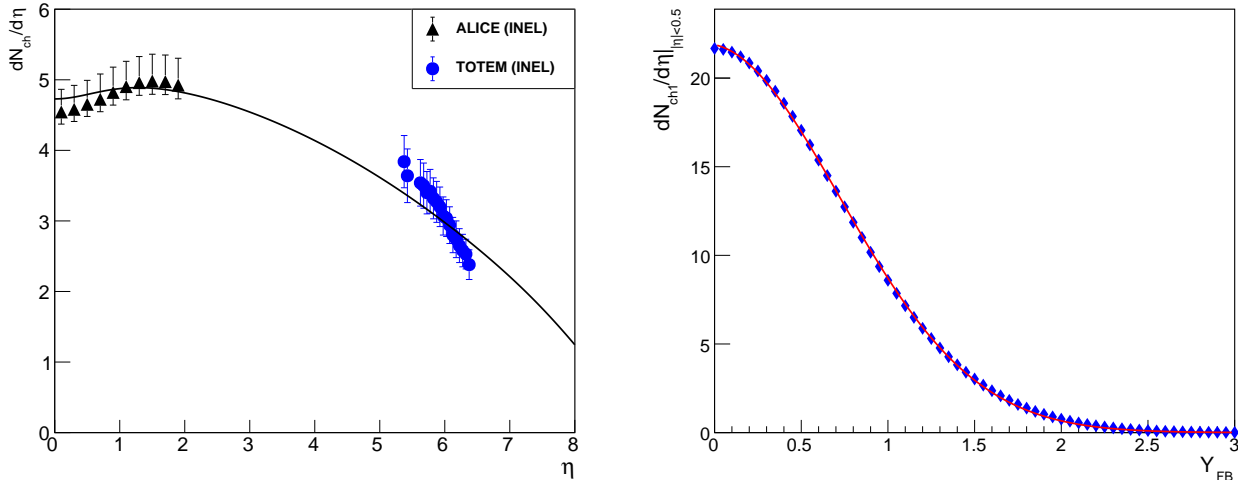 dN_ch/dη
6
5
4
3
2
1
0
0 1 2 3 4 5 6 7 8
η
ALICE (INEL)
TOTEM (INEL)
dN_ch1/dη|_|η|<0.5
20
15
10
5
0
0 0.5 1 1.5 2 2.5 3
Y_FB